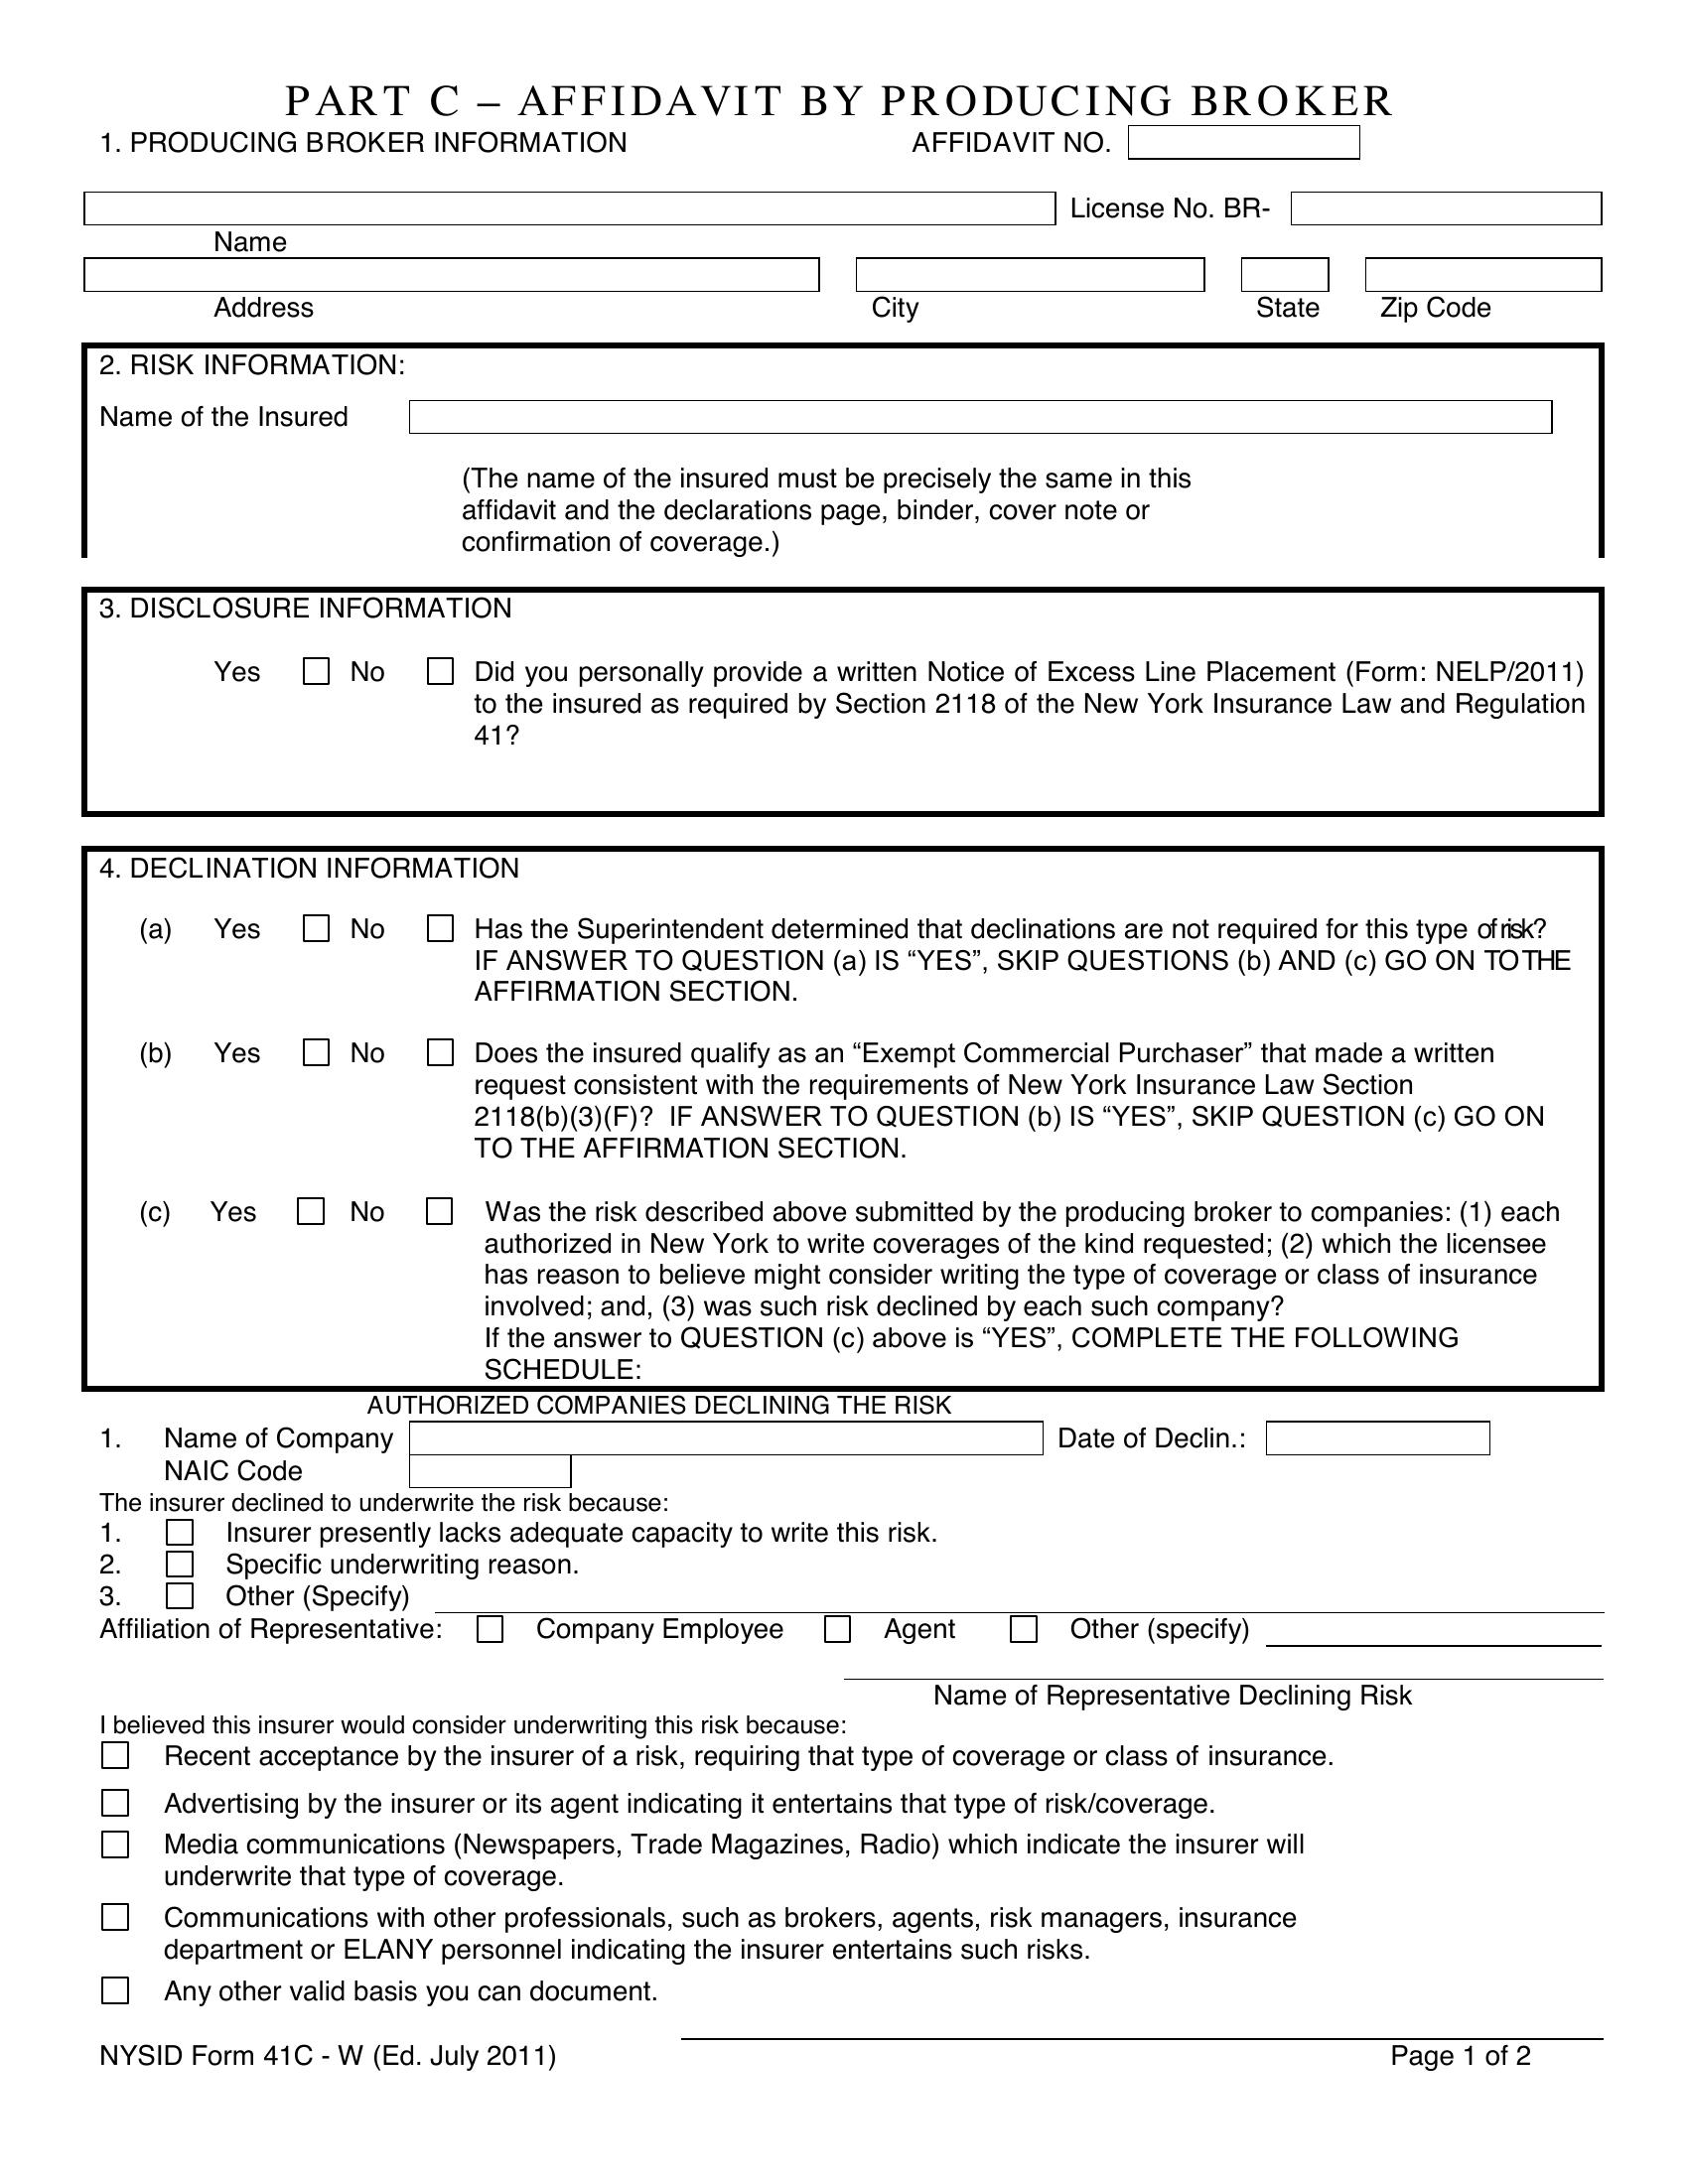 PART C – AFFIDAVIT BY PRODUCING BROKER
1. PRODUCING BROKER INFORMATION AFFIDAVIT NO.
License No. BR-
Name
Address City State Zip Code
2. RISK INFORMATION:
Name of the Insured
(The name of the insured must be precisely the same in this
affidavit and the declarations page, binder, cover note or
confirmation of coverage.)
3. DISCLOSURE INFORMATION
Yes No Did you personally provide a written Notice of Excess Line Placement (Form: NELP/2011)
to the insured as required by Section 2118 of the New York Insurance Law and Regulation
41?
4. DECLINATION INFORMATION
(a) Yes No Has the Superintendent determined that declinations are not required for this type of risk?
IF ANSWER TO QUESTION (a) IS “YES”, SKIP QUESTIONS (b) AND (c) GO ON TO THE
AFFIRMATION SECTION.
(b) Yes No Does the insured qualify as an “Exempt Commercial Purchaser” that made a written
request consistent with the requirements of New York Insurance Law Section
2118(b)(3)(F)? IF ANSWER TO QUESTION (b) IS “YES”, SKIP QUESTION (c) GO ON
TO THE AFFIRMATION SECTION.
(c) Yes No Was the risk described above submitted by the producing broker to companies: (1) each
authorized in New York to write coverages of the kind requested; (2) which the licensee
has reason to believe might consider writing the type of coverage or class of insurance
involved; and, (3) was such risk declined by each such company?
If the answer to QUESTION (c) above is “YES”, COMPLETE THE FOLLOWING
SCHEDULE:
AUTHORIZED COMPANIES DECLINING THE RISK
1. Name of Company Date of Declin.:
NAIC Code
The insurer declined to underwrite the risk because:
1. Insurer presently lacks adequate capacity to write this risk.
2. Specific underwriting reason.
3. Other (Specify)
Affiliation of Representative: Company Employee Agent Other (specify)
Name of Representative Declining Risk
I believed this insurer would consider underwriting this risk because:
Recent acceptance by the insurer of a risk, requiring that type of coverage or class of insurance.
Advertising by the insurer or its agent indicating it entertains that type of risk/coverage.
Media communications (Newspapers, Trade Magazines, Radio) which indicate the insurer will
underwrite that type of coverage.
Communications with other professionals, such as brokers, agents, risk managers, insurance
department or ELANY personnel indicating the insurer entertains such risks.
Any other valid basis you can document.
NYSID Form 41C - W (Ed. July 2011) Page 1 of 2